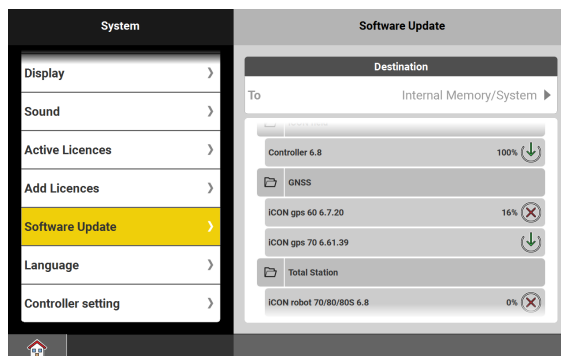 System
Software Update
Display
Sound
Active Licences
Add Licences
Software Update
Language
Controller setting
Destination
To Internal Memory/System
Controller 6.8 100%
GNSS
iCON gps 60 6.7.20 16%
iCON gps 70 6.61.39
Total Station
iCON robot 70/80/80S 6.8 0%